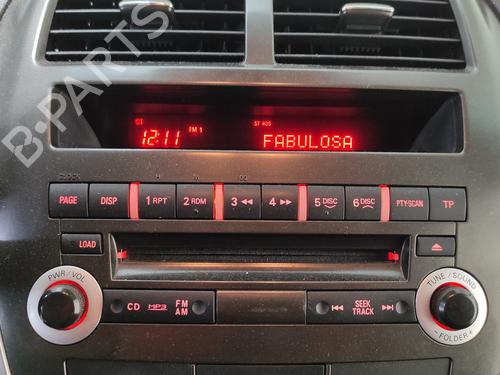 B-PARTS
CT
FM 1
ST RDS
12:11
FABULOSA
CLOCK
PAGE
DISP
1 RPT
2 RDM
3 ◄◄
4 ►►
5 DISC
6 DISC
PTY·SCAN
TP
LOAD
PWR/VOL
CD
MP3
FM
AM
SEEK
TRACK
TUNE / SOUND
- FOLDER +